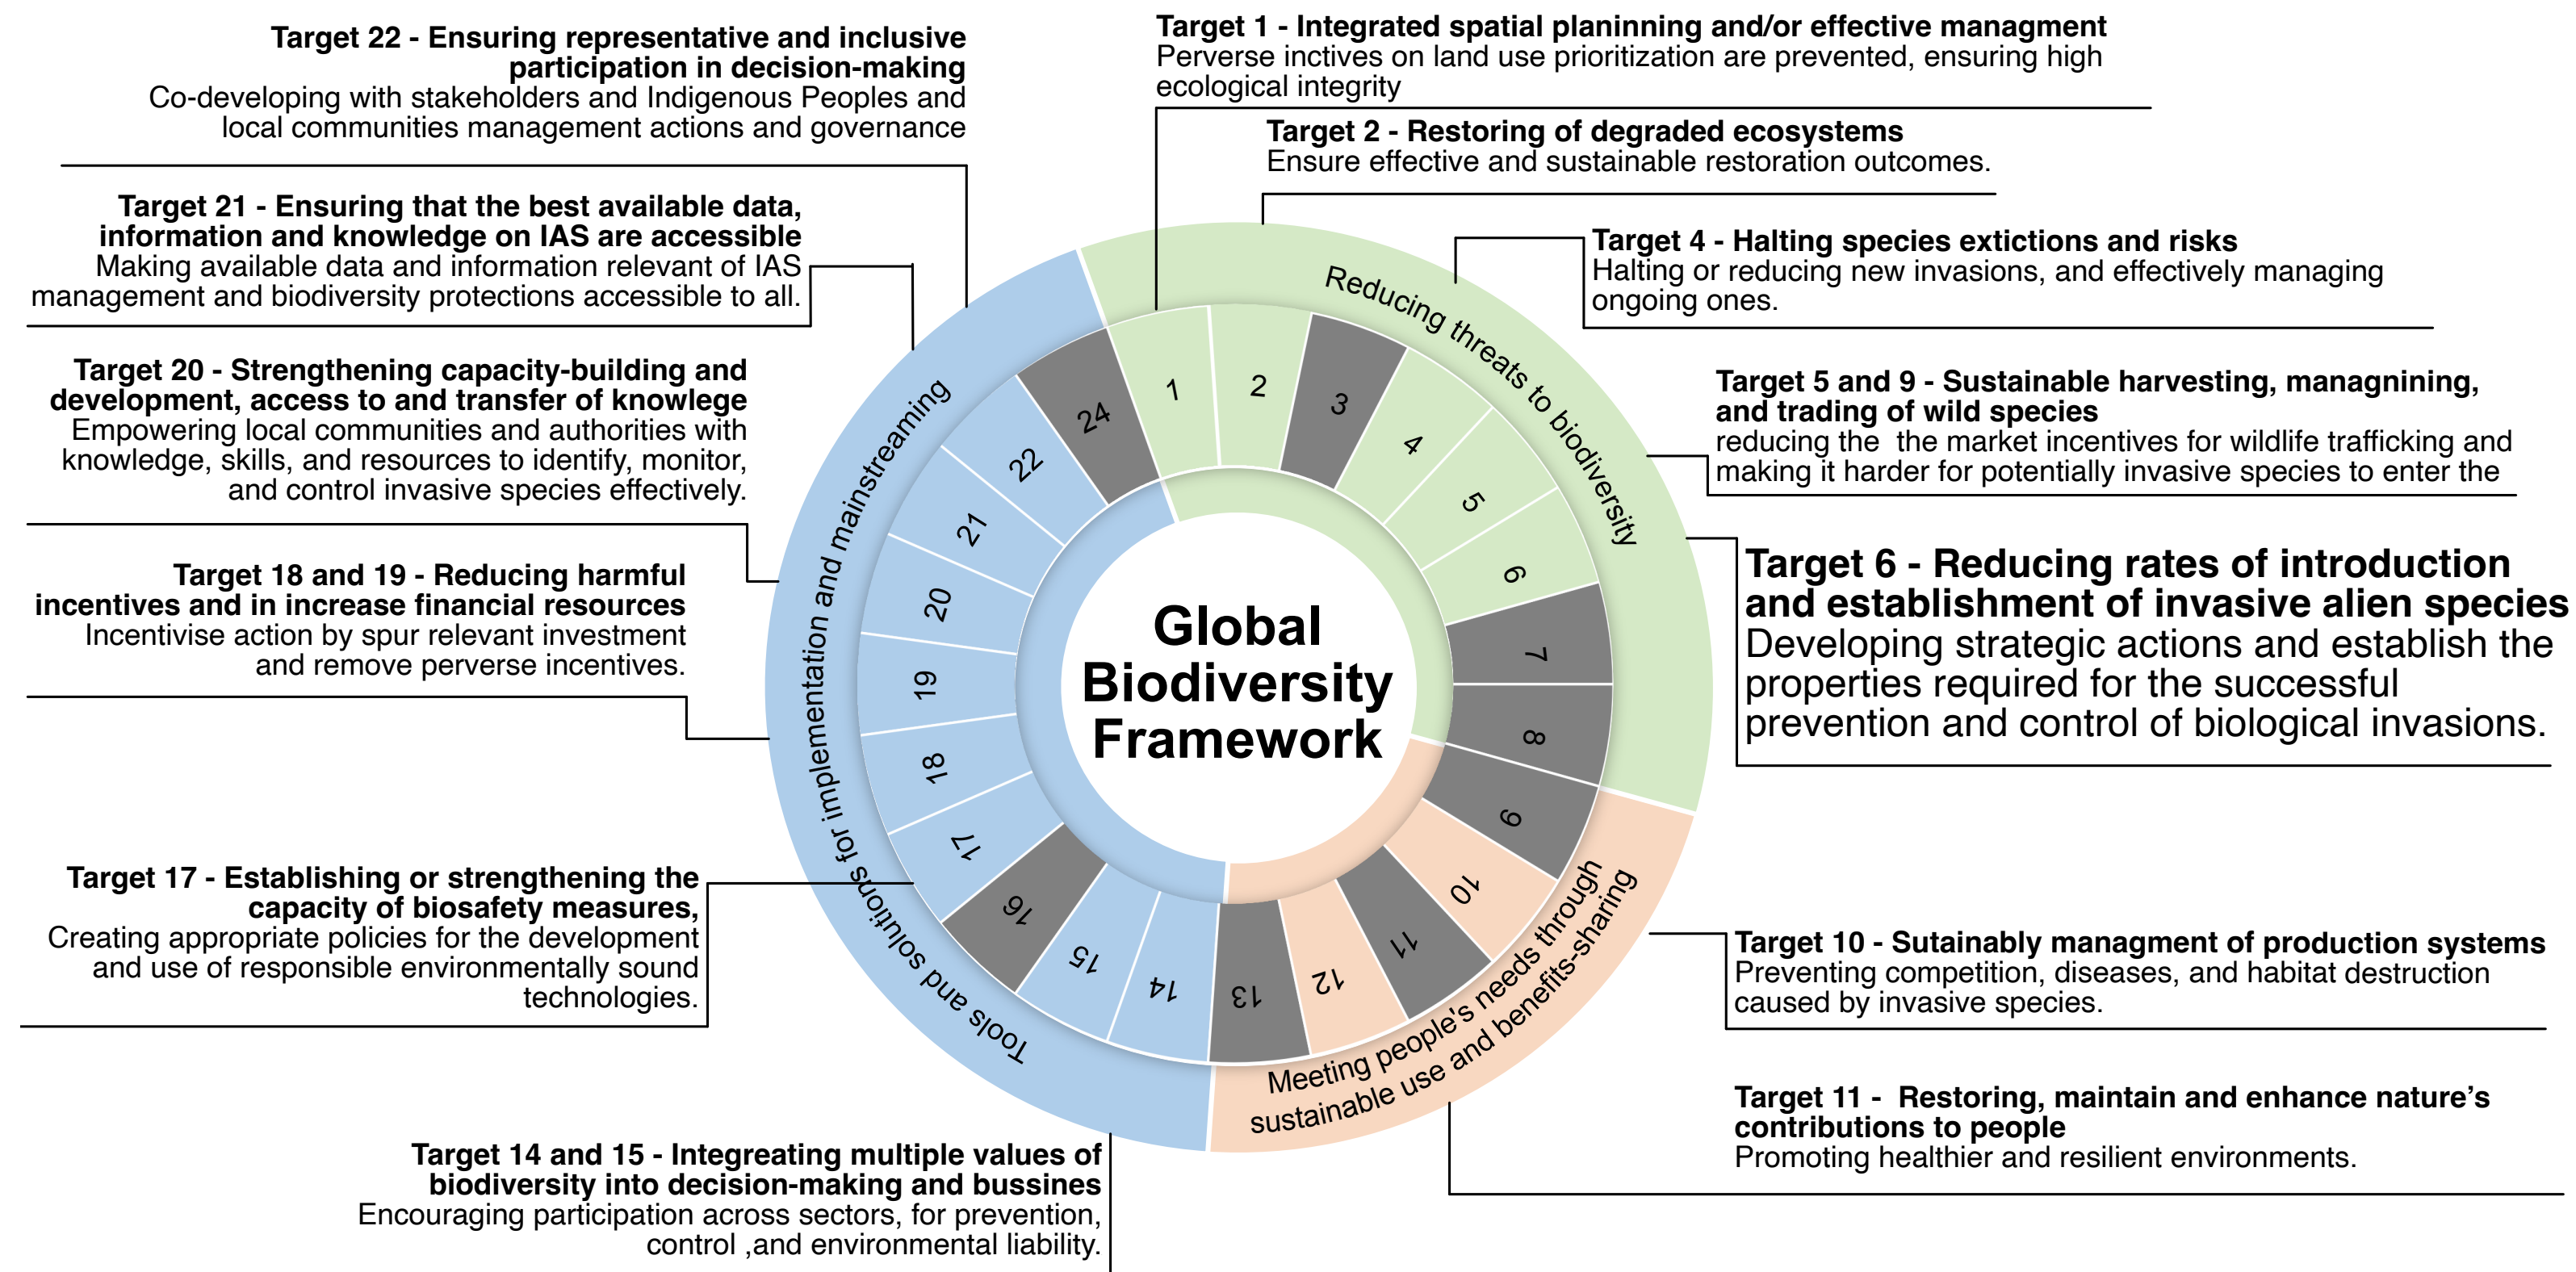 Target 22 - Ensuring representative and inclusive
participation in decision-making
Co-developing with stakeholders and Indigenous Peoples and
local communities management actions and governance
Target 21 - Ensuring that the best available data,
information and knowledge on IAS are accessible
Making available data and information relevant of IAS
management and biodiversity protections accessible to all.
Target 20 - Strengthening capacity-building and
development, access to and transfer of knowlege
Empowering local communities and authorities with
knowledge, skills, and resources to identify, monitor,
and control invasive species effectively.
Target 18 and 19 - Reducing harmful
incentives and in increase financial resources
Incentivise action by spur relevant investment
and remove perverse incentives.
Target 17 - Establishing or strengthening the
capacity of biosafety measures,
Creating appropriate policies for the development
and use of responsible environmentally sound
technologies.
Target 14 and 15 - Integreating multiple values of
biodiversity into decision-making and bussines
Encouraging participation across sectors, for prevention,
control ,and environmental liability.
Target 1 - Integrated spatial planinning and/or effective managment
Perverse inctives on land use prioritization are prevented, ensuring high
ecological integrity
Target 2 - Restoring of degraded ecosystems
Ensure effective and sustainable restoration outcomes.
Target 4 - Halting species extictions and risks
Halting or reducing new invasions, and effectively managing
ongoing ones.
Target 5 and 9 - Sustainable harvesting, managnining,
and trading of wild species
reducing the the market incentives for wildlife trafficking and
making it harder for potentially invasive species to enter the
Target 6 - Reducing rates of introduction
and establishment of invasive alien species
Developing strategic actions and establish the
properties required for the successful
prevention and control of biological invasions.
Target 10 - Sutainably managment of production systems
Preventing competition, diseases, and habitat destruction
caused by invasive species.
Target 11 - Restoring, maintain and enhance nature’s
contributions to people
Promoting healthier and resilient environments.
Reducing threats to biodiversity
Meeting people's needs through
sustainable use and benefits-sharing
Tools and solutions for implementation and mainstreaming
1
2
3
4
5
6
7
8
9
10
11
12
13
14
15
16
17
18
19
20
21
22
24
Global
Biodiversity
Framework